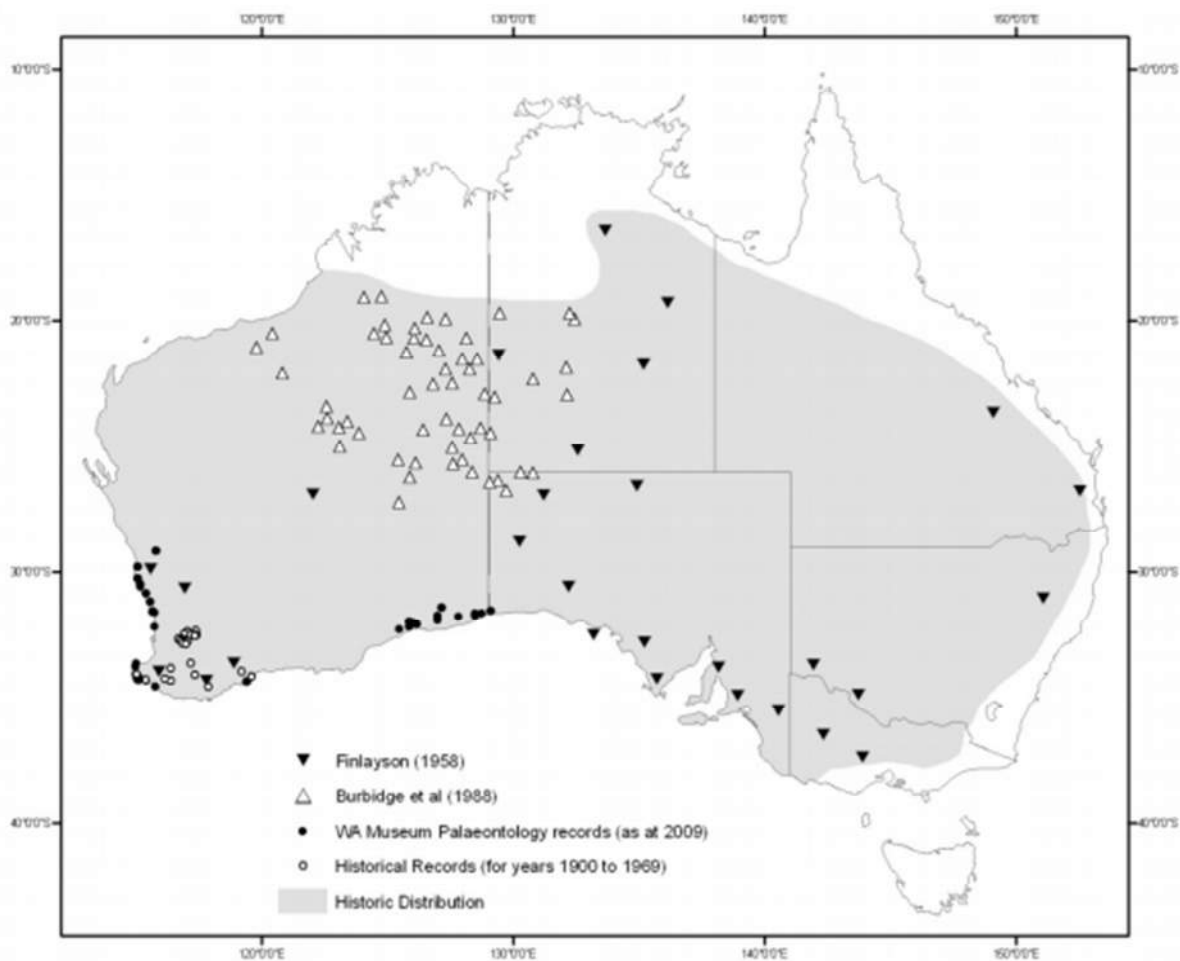 120°0'0"E 130°0'0"E 140°0'0"E 150°0'0"E
10°0'0"S 10°0'0"S
20°0'0"S 20°0'0"S
30°0'0"S 30°0'0"S
Finlayson (1958)
Burbidge et al (1988)
40°0'0"S WA Museum Palaeontology records (as at 2009) 40°0'0"S
Historical Records (for years 1900 to 1969)
Historic Distribution
120°0'0"E 130°0'0"E 140°0'0"E 150°0'0"E